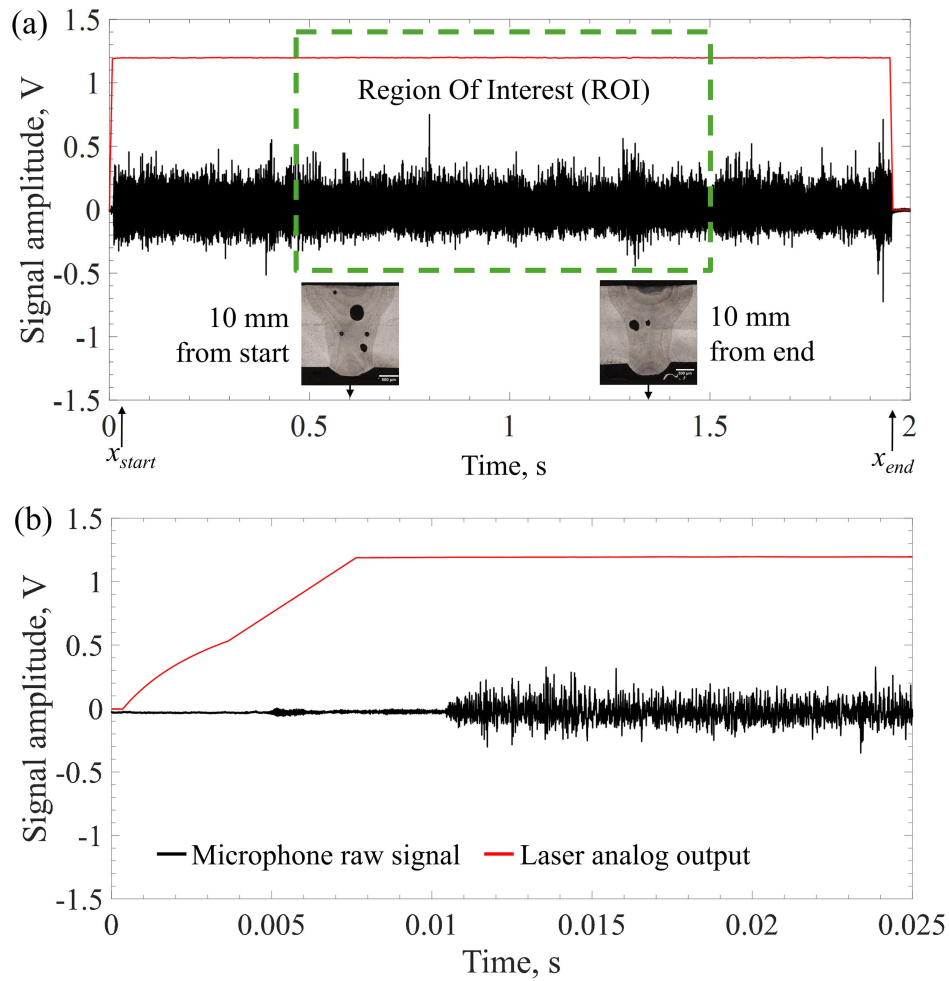 (a)
1.5
1
0.5
0
-0.5
-1
-1.5
Signal amplitude, V
Region Of Interest (ROI)
10 mm
from start
10 mm
from end
500 µm
0 0.5 1 1.5 2
x_start
x_end
Time, s
(b)
1.5
1
0.5
0
-0.5
-1
-1.5
Signal amplitude, V
Microphone raw signal Laser analog output
0 0.005 0.01 0.015 0.02 0.025
Time, s